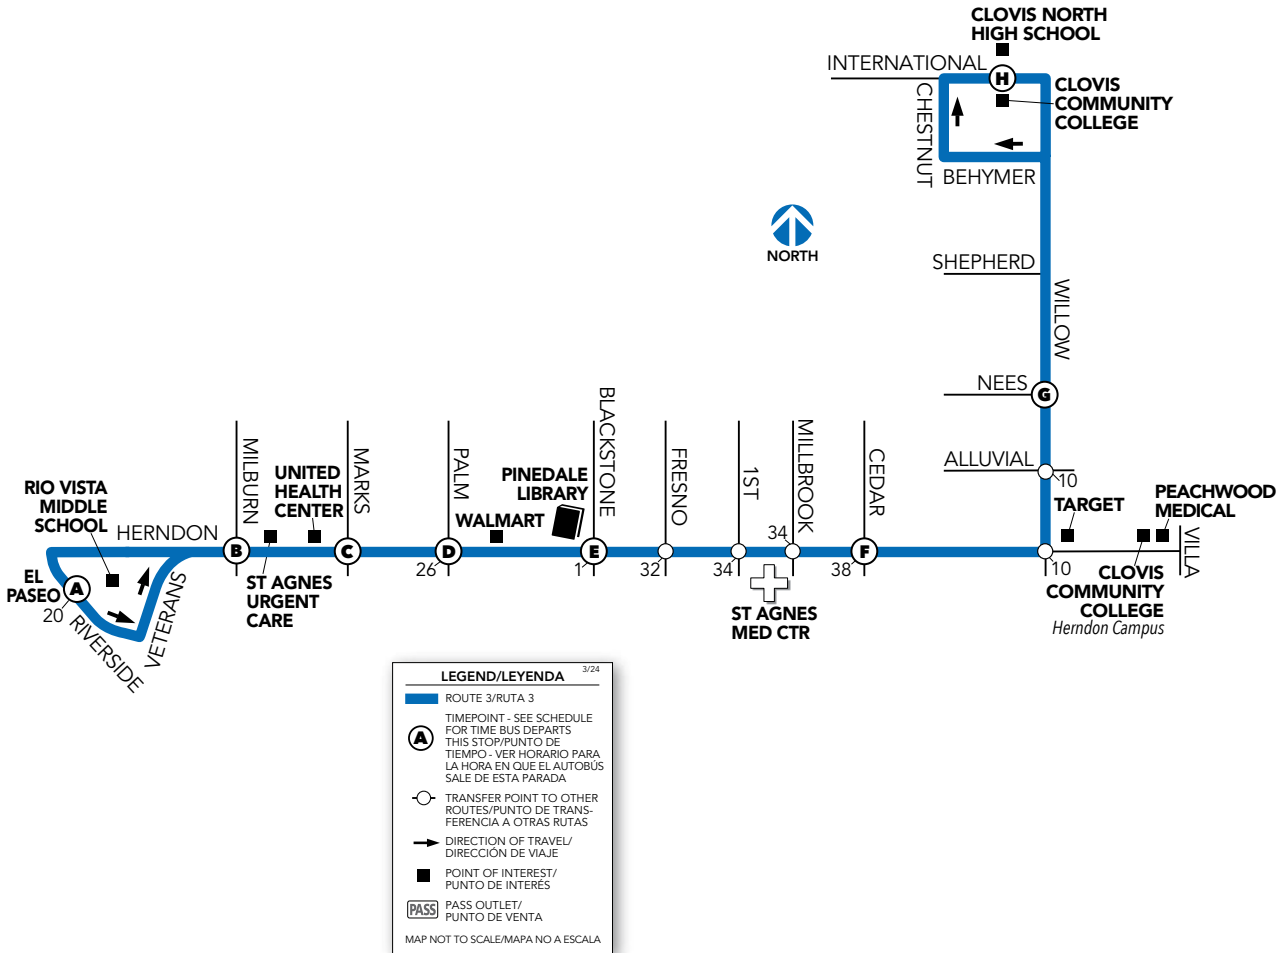 CLOVIS NORTH
HIGH SCHOOL
INTERNATIONAL
H
CLOVIS
COMMUNITY
COLLEGE
CHESTNUT
BEHYMER
NORTH
SHEPHERD
WILLOW
NEES
G
ALLUVIAL
10
BLACKSTONE
MILBURN
MARKS
PALM
FRESNO
1ST
MILLBROOK
CEDAR
UNITED
HEALTH
CENTER
PINEDALE
LIBRARY
WALMART
RIO VISTA
MIDDLE
SCHOOL
HERNDON
TARGET
PEACHWOOD
MEDICAL
VILLA
34
B
C
D
E
F
26
1
32
34
38
10
EL
PASEO
A
20
RIVERSIDE
VETERANS
ST AGNES
URGENT
CARE
ST AGNES
MED CTR
CLOVIS
COMMUNITY
COLLEGE
Herndon Campus
LEGEND/LEYENDA
3/24
ROUTE 3/RUTA 3
A
TIMEPOINT - SEE SCHEDULE
FOR TIME BUS DEPARTS
THIS STOP/PUNTO DE
TIEMPO - VER HORARIO PARA
LA HORA EN QUE EL AUTOBÚS
SALE DE ESTA PARADA
TRANSFER POINT TO OTHER
ROUTES/PUNTO DE TRANS-
FERENCIA A OTRAS RUTAS
DIRECTION OF TRAVEL/
DIRECCIÓN DE VIAJE
POINT OF INTEREST/
PUNTO DE INTERÉS
PASS
PASS OUTLET/
PUNTO DE VENTA
MAP NOT TO SCALE/MAPA NO A ESCALA